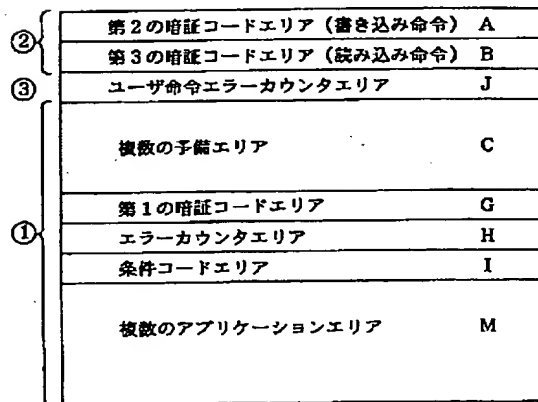 ② 第2の暗証コードエリア（書き込み命令） A
第3の暗証コードエリア（読み込み命令） B
③ ユーザ命令エラーカウンタエリア J
複数の予備エリア C
① 第1の暗証コードエリア G
エラーカウンタエリア H
条件コードエリア I
複数のアプリケーションエリア M